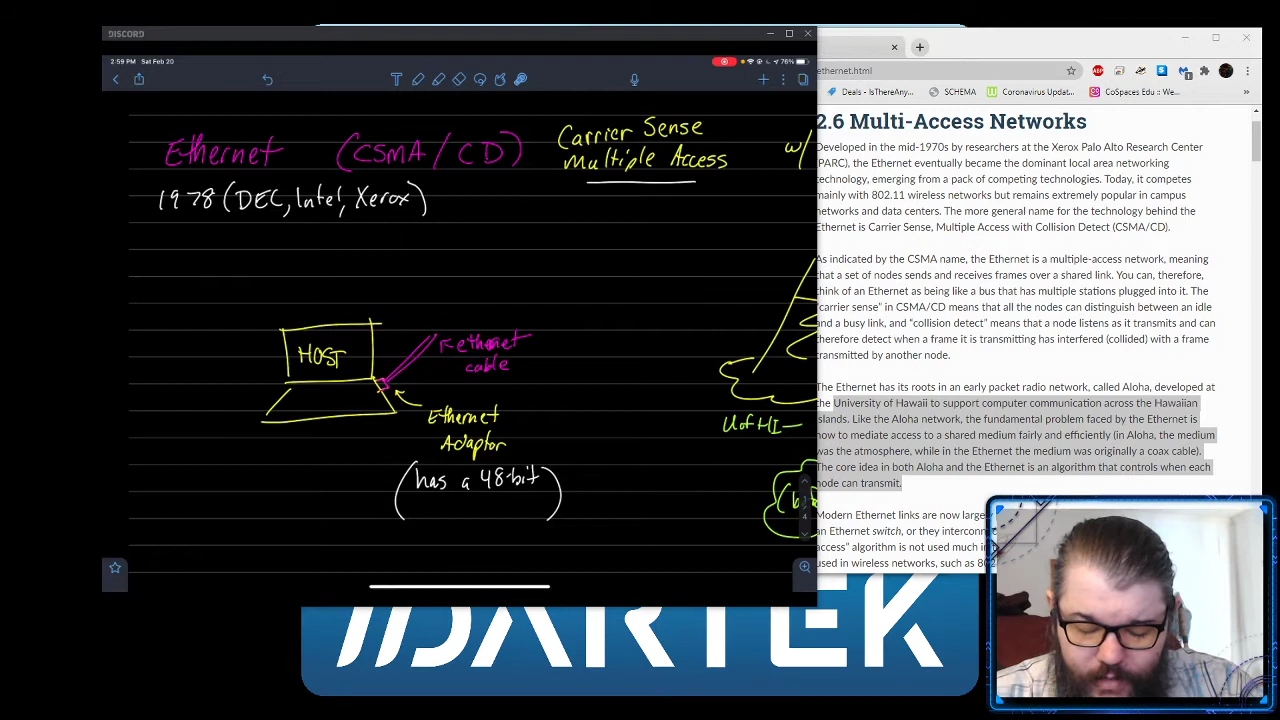 DISCORD
2:59 PM Sat Feb 20
76%
Ethernet (CSMA/CD) Carrier Sense
Multiple Access w/
1978 (DEC, Intel, Xerox)
HOST
ethernet
cable
Ethernet
Adaptor
(has a 48-bit)
U of HI
ethernet.html
Deals - IsThereAny...
SCHEMA
Coronavirus Updat...
CoSpaces Edu :: We...
2.6 Multi-Access Networks
Developed in the mid-1970s by researchers at the Xerox Palo Alto Research Center
(PARC), the Ethernet eventually became the dominant local area networking
technology, emerging from a pack of competing technologies. Today, it competes
mainly with 802.11 wireless networks but remains extremely popular in campus
networks and data centers. The more general name for the technology behind the
Ethernet is Carrier Sense, Multiple Access with Collision Detect (CSMA/CD).
As indicated by the CSMA name, the Ethernet is a multiple-access network, meaning
that a set of nodes sends and receives frames over a shared link. You can, therefore,
think of an Ethernet as being like a bus that has multiple stations plugged into it. The
"carrier sense" in CSMA/CD means that all the nodes can distinguish between an idle
and a busy link, and "collision detect" means that a node listens as it transmits and can
therefore detect when a frame it is transmitting has interfered (collided) with a frame
transmitted by another node.
The Ethernet has its roots in an early packet radio network, called Aloha, developed at
the University of Hawaii to support computer communication across the Hawaiian
Islands. Like the Aloha network, the fundamental problem faced by the Ethernet is
how to mediate access to a shared medium fairly and efficiently (in Aloha, the medium
was the atmosphere, while in the Ethernet the medium was originally a coax cable).
The core idea in both Aloha and the Ethernet is an algorithm that controls when each
node can transmit.
Modern Ethernet links are now large
an Ethernet switch, or they interconn
access" algorithm is not used much in
used in wireless networks, such as 80
DARTEK